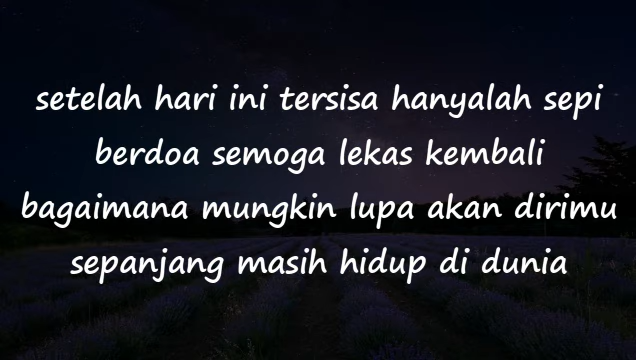 setelah hari ini tersisa hanyalah sepi
berdoa semoga lekas kembali
bagaimana mungkin lupa akan dirimu
sepanjang masih hidup di dunia